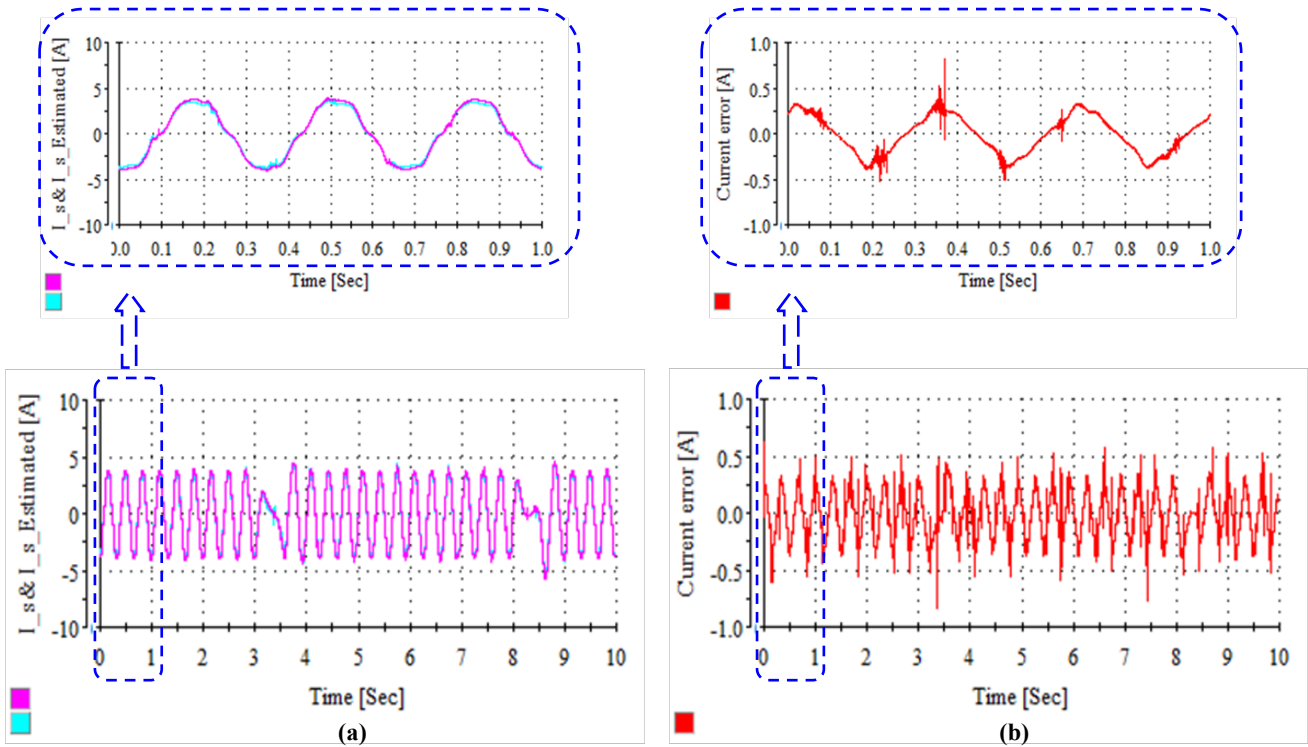 I_s & I_s_Estimated [A]
10
5
0
-5
-10
0.0 0.1 0.2 0.3 0.4 0.5 0.6 0.7 0.8 0.9 1.0
Time [Sec]
Current error [A]
1.0
0.5
0.0
-0.5
-1.0
0.0 0.1 0.2 0.3 0.4 0.5 0.6 0.7 0.8 0.9 1.0
Time [Sec]
I_s & I_s_Estimated [A]
10
5
0
-5
-10
0 1 2 3 4 5 6 7 8 9 10
Time [Sec]
(a)
Current error [A]
1.0
0.5
0.0
-0.5
-1.0
0 1 2 3 4 5 6 7 8 9 10
Time [Sec]
(b)